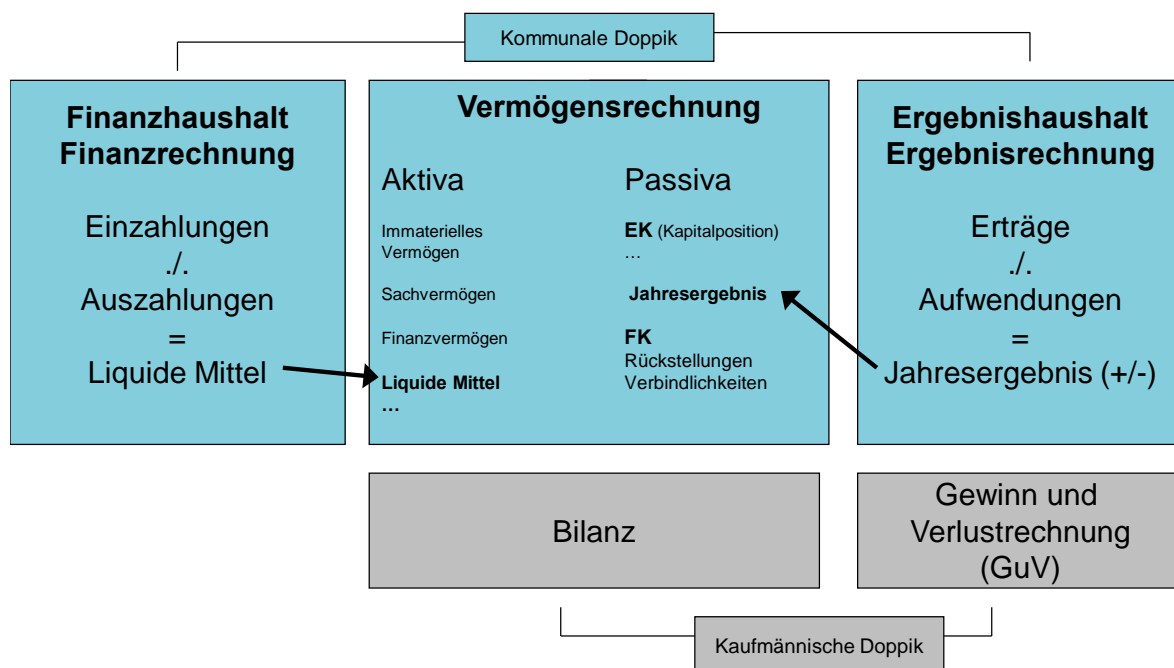 Kommunale Doppik
Finanzhaushalt
Finanzrechnung
Einzahlungen
./.
Auszahlungen
=
Liquide Mittel
Vermögensrechnung
Aktiva
Immaterielles
Vermögen
Sachvermögen
Finanzvermögen
Liquide Mittel
...
Passiva
EK (Kapitalposition)
...
Jahresergebnis
FK
Rückstellungen
Verbindlichkeiten
Ergebnishaushalt
Ergebnisrechnung
Erträge
./.
Aufwendungen
=
Jahresergebnis (+/-)
Bilanz
Gewinn und
Verlustrechnung
(GuV)
Kaufmännische Doppik